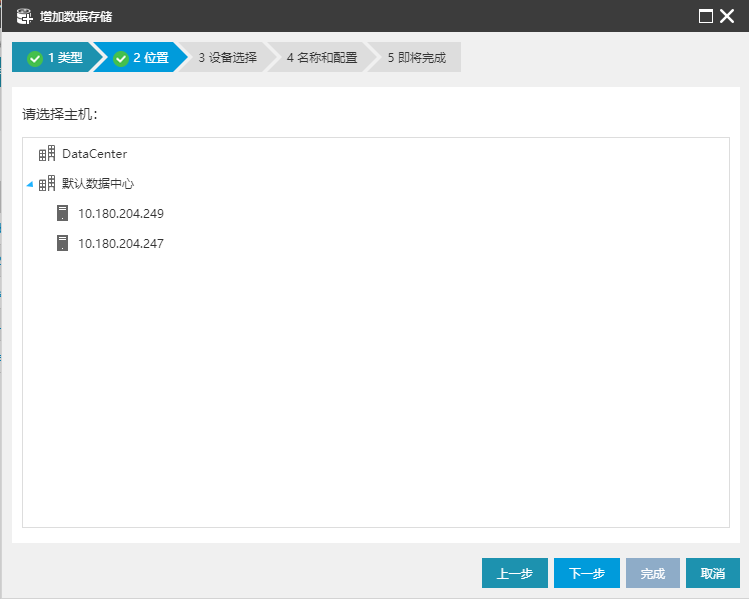 增加数据存储
1 类型 2 位置 3 设备选择 4 名称和配置 5 即将完成
请选择主机：
DataCenter
默认数据中心
10.180.204.249
10.180.204.247
上一步 下一步 完成 取消